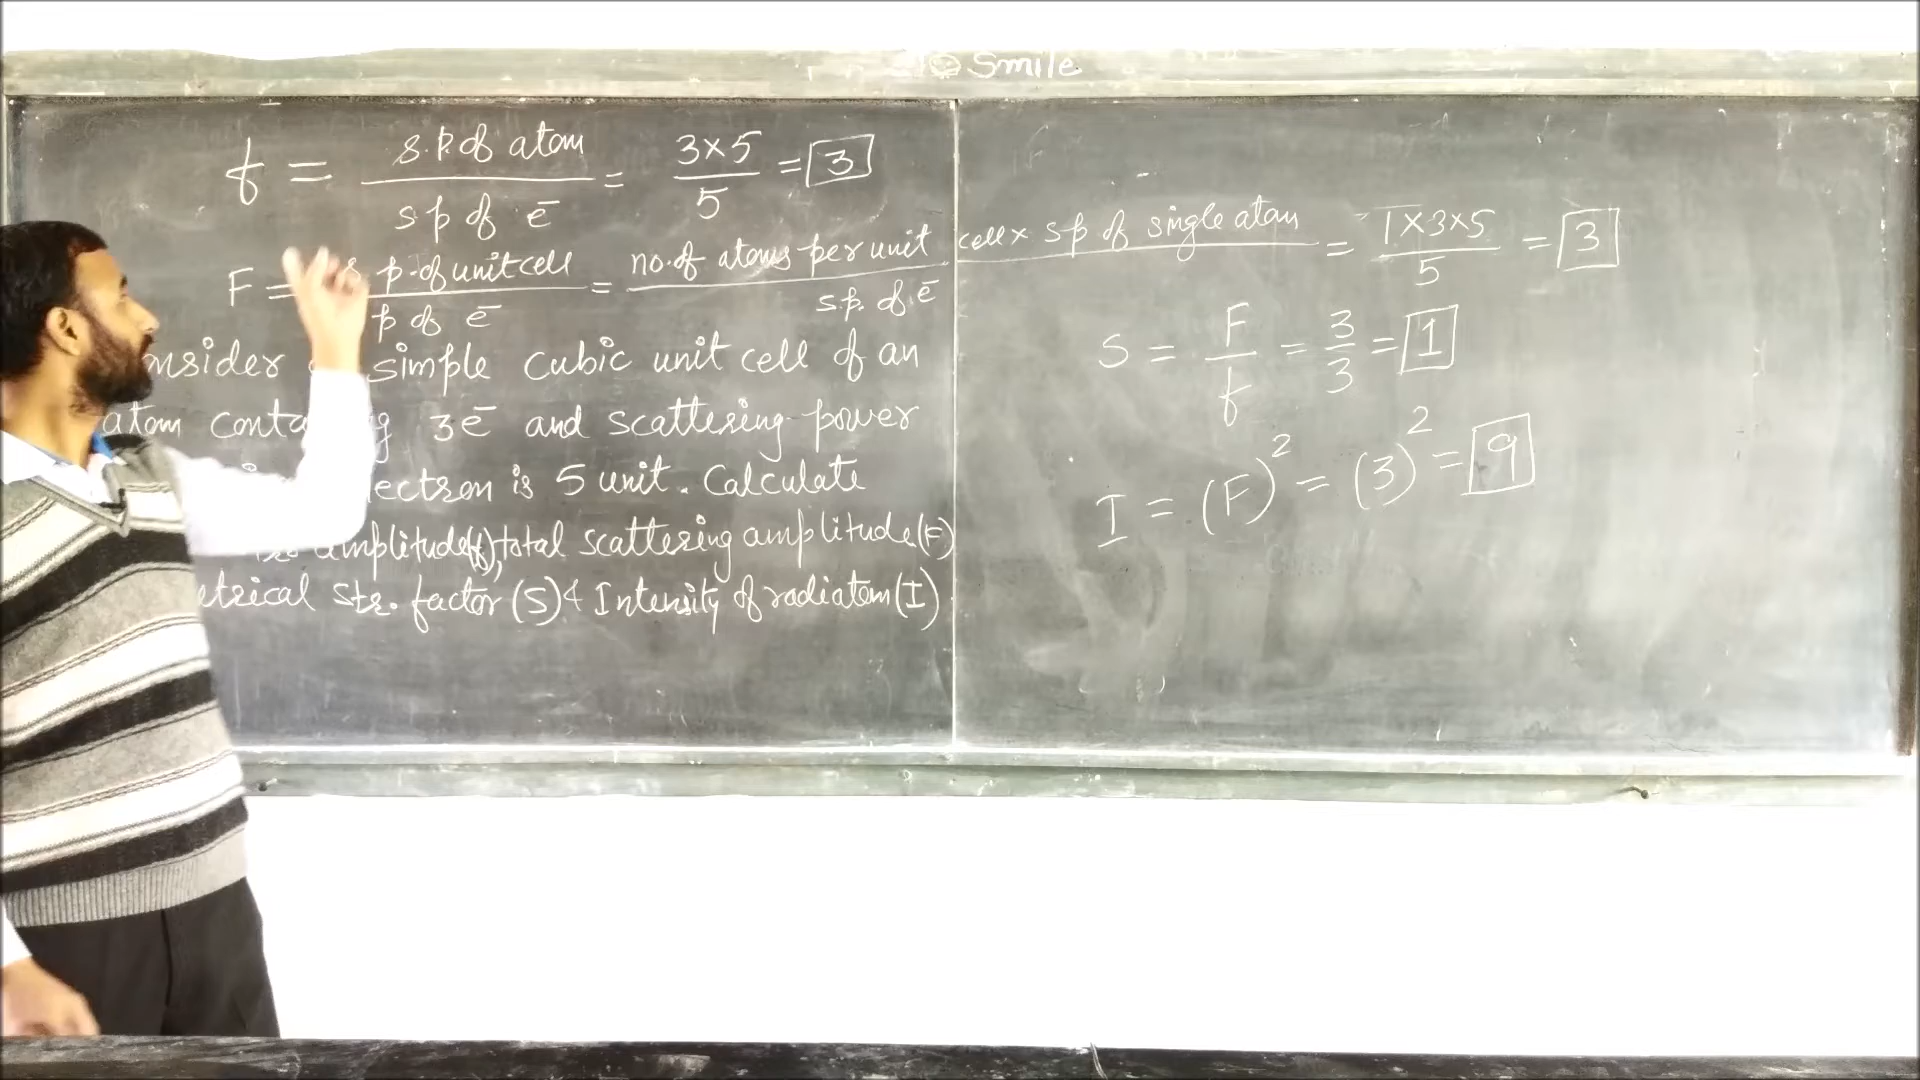 Smile
f = s.p. of atom / s p of e̅ = 3×5 / 5 = 3
F = s p. of unit cell / p of e̅ = no. of atoms per unit cell × s p of single atom / s.p. of e̅ = 1×3×5 / 5 = 3
S = F / f = 3 / 3 = 1
I = (F)² = (3)² = 9
nsider simple cubic unit cell of an
atom conta g 3e̅ and scattering power
ectron is 5 unit. Calculate
amplitude(f), total scattering amplitude(F)
etrical str. factor (S) & Intensity of radiation (I)